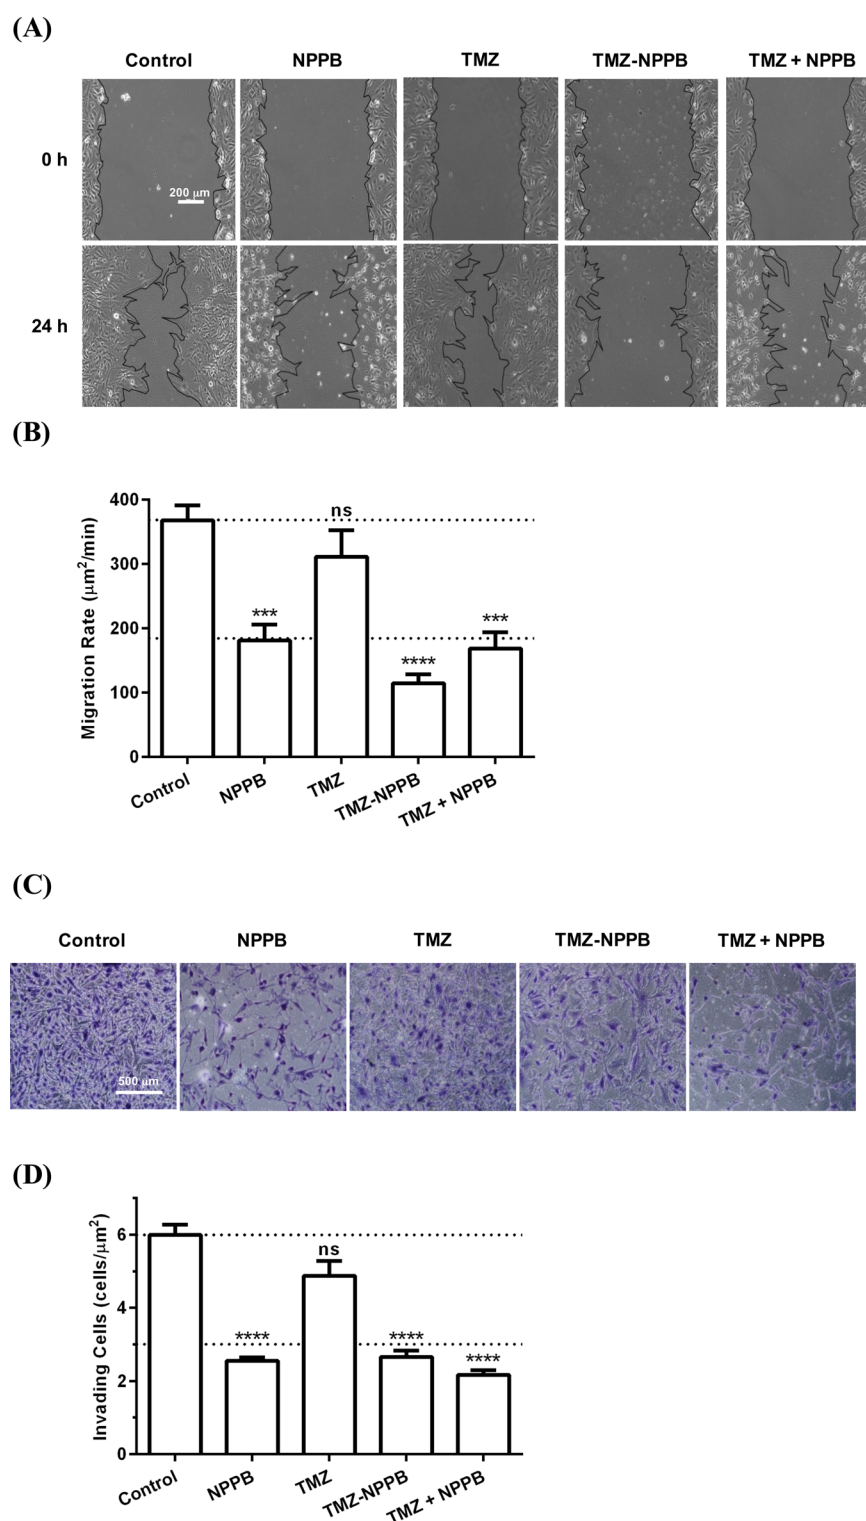 (A)
Control NPPB TMZ TMZ-NPPB TMZ + NPPB
0 h
200 µm
24 h
(B)
Migration Rate (µm²/min)
400
300
200
100
0
ns
***
****
***
Control NPPB TMZ TMZ-NPPB TMZ + NPPB
(C)
Control NPPB TMZ TMZ-NPPB TMZ + NPPB
500 µm
(D)
Invading Cells (cells/µm²)
6
4
2
0
ns
****
****
****
Control NPPB TMZ TMZ-NPPB TMZ + NPPB